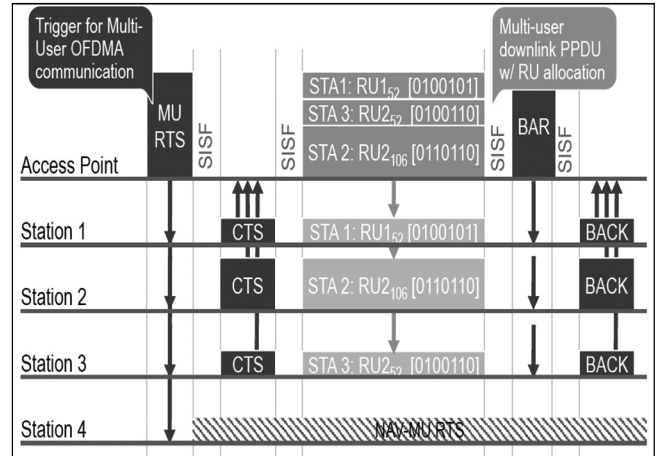 Trigger for Multi-
User OFDMA
communication
Multi-user
downlink PPDU
w/ RU allocation
MU
RTS
SISF
SISF
STA1: RU1₅₂ [0100101]
STA 3: RU2₅₂ [0100110]
STA 2: RU2₁₀₆ [0110110]
SISF
BAR
SISF
Access Point
Station 1
CTS
STA 1: RU1₅₂ [0100101]
BACK
Station 2
CTS
STA 2: RU2₁₀₆ [0110110]
BACK
Station 3
CTS
STA 3: RU2₅₂ [0100110]
BACK
Station 4
NAV-MU RTS